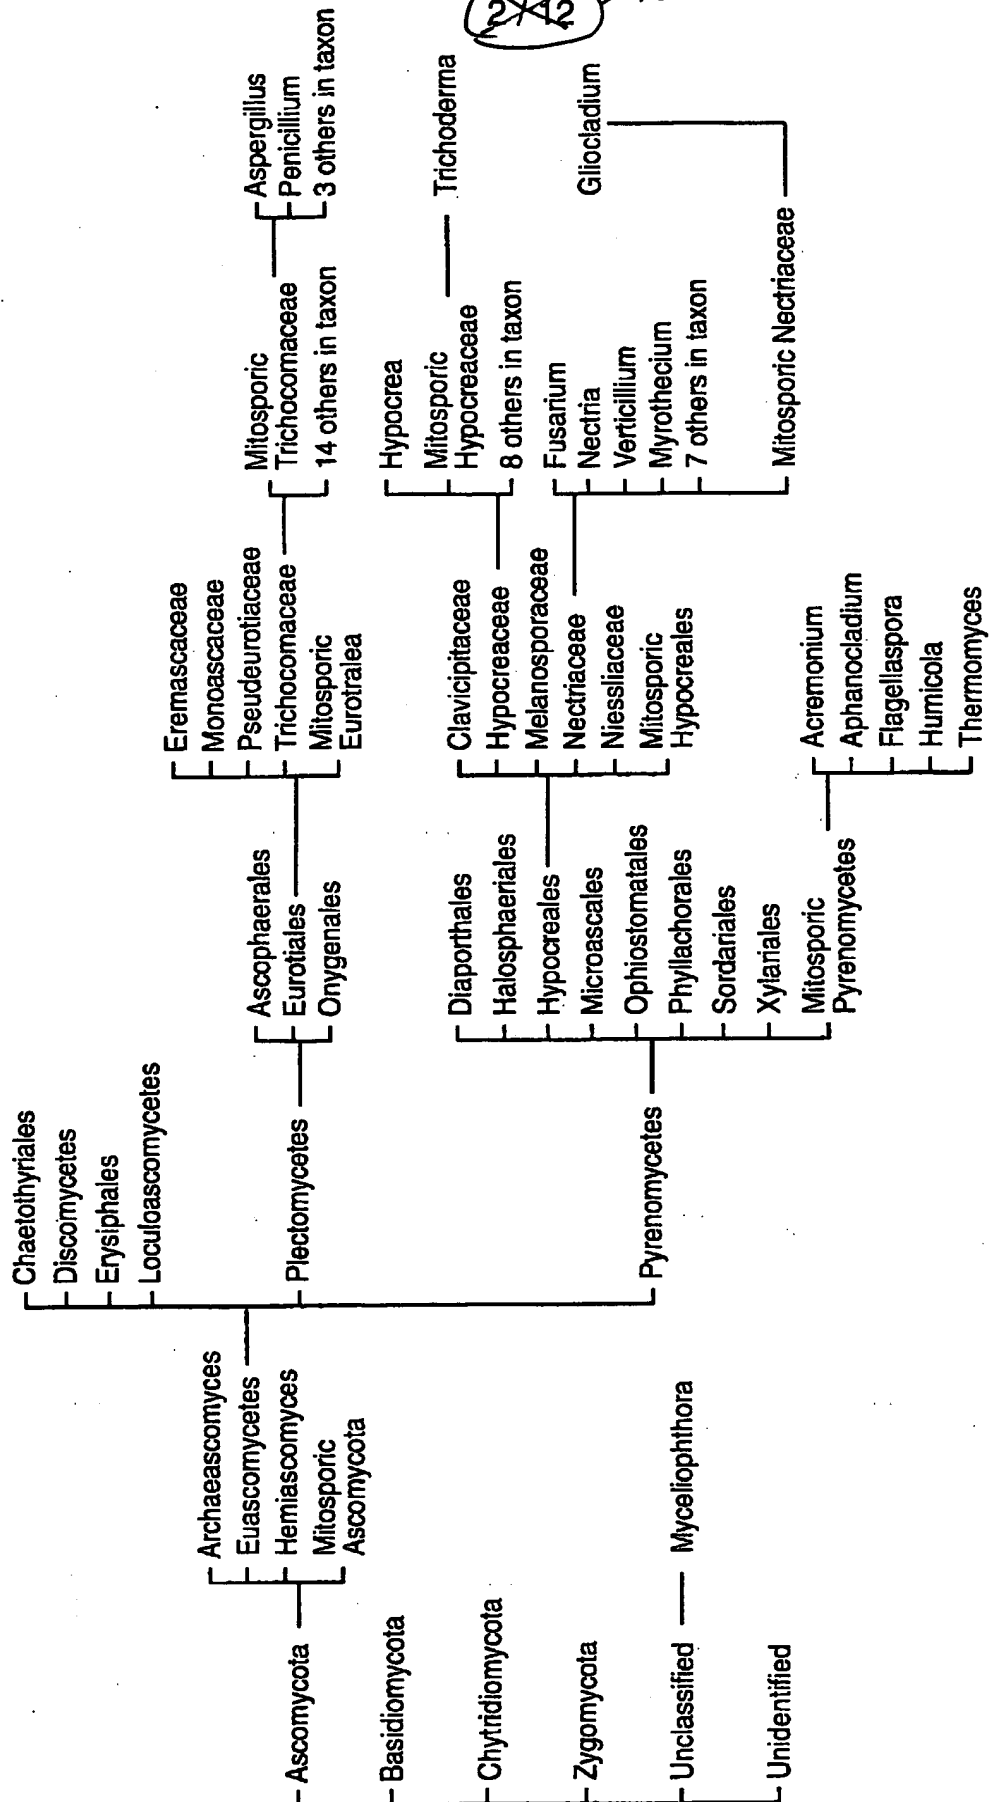 2/12
Ascomycota
Basidiomycota
Chytridiomycota
Zygomycota
Unclassified
Unidentified
Myceliophthora
Archaeascomyces
Euascomycetes
Hemiascomyces
Mitosporic
Ascomycota
Chaetothyriales
Discomycetes
Erysiphales
Loculoascomycetes
Plectomycetes
Pyrenomycetes
Ascophaerales
Eurotiales
Onygenales
Diaporthales
Halosphaeriales
Hypocreales
Microascales
Ophiostomatales
Phyllachorales
Sordariales
Xylariales
Mitosporic
Pyrenomycetes
Eremascaceae
Monoascaceae
Pseudeurotiaceae
Trichocomaceae
Mitosporic
Eurotralea
Clavicipitaceae
Hypocreaceae
Melanosporaceae
Nectriaceae
Niessliaceae
Mitosporic
Hypocreales
Acremonium
Aphanocladium
Flagellaspora
Humicola
Thermomyces
Mitosporic
Trichocomaceae
14 others in taxon
Hypocrea
Mitosporic
Hypocreaceae
8 others in taxon
Fusarium
Nectria
Verticillium
Myrothecium
7 others in taxon
Mitosporic Nectriaceae
Aspergillus
Penicillium
3 others in taxon
Trichoderma
Gliocladium